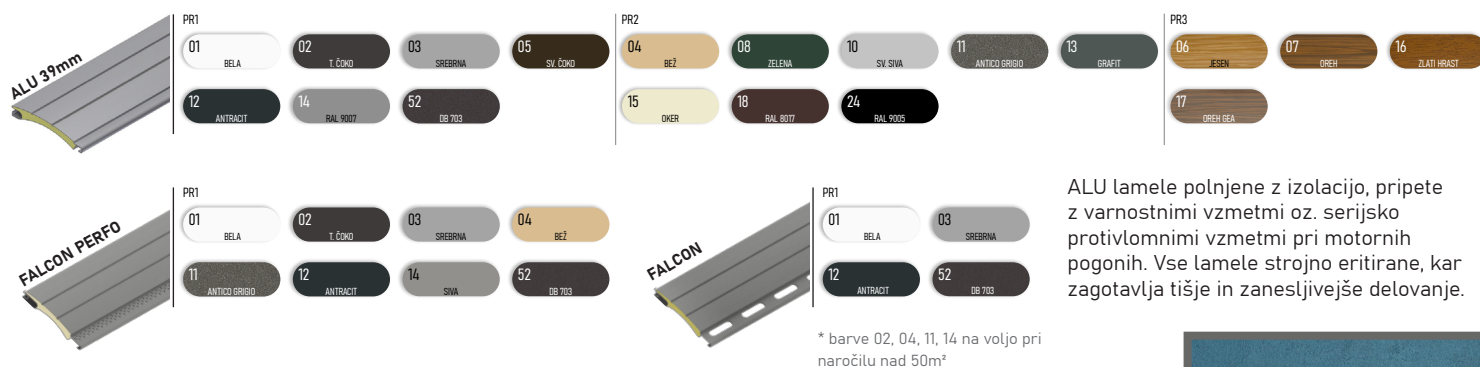 ALU 39mm
PR1
01 BELA
02 T. ČOKO
03 SREBRNA
05 SV. ČOKO
12 ANTRACIT
14 RAL 9007
52 DB 703
PR2
04 BEŽ
08 ZELENA
10 SV. SIVA
11 ANTICO GRIGIO
13 GRAFIT
15 OKER
18 RAL 8017
24 RAL 9005
PR3
06 JESEN
07 OREH
16 ZLATI HRAST
17 OREH GEA
FALCON PERFO
PR1
01 BELA
02 T. ČOKO
03 SREBRNA
04 BEŽ
11 ANTICO GRIGIO
12 ANTRACIT
14 SIVA
52 DB 703
FALCON
PR1
01 BELA
03 SREBRNA
12 ANTRACIT
52 DB 703
* barve 02, 04, 11, 14 na voljo pri
naročilu nad 50m²
ALU lamele polnjene z izolacijo, pripete
z varnostnimi vzmetmi oz. serijsko
protivlomnimi vzmetmi pri motornih
pogonih. Vse lamele strojno eritirane, kar
zagotavlja tišje in zanesljivejše delovanje.